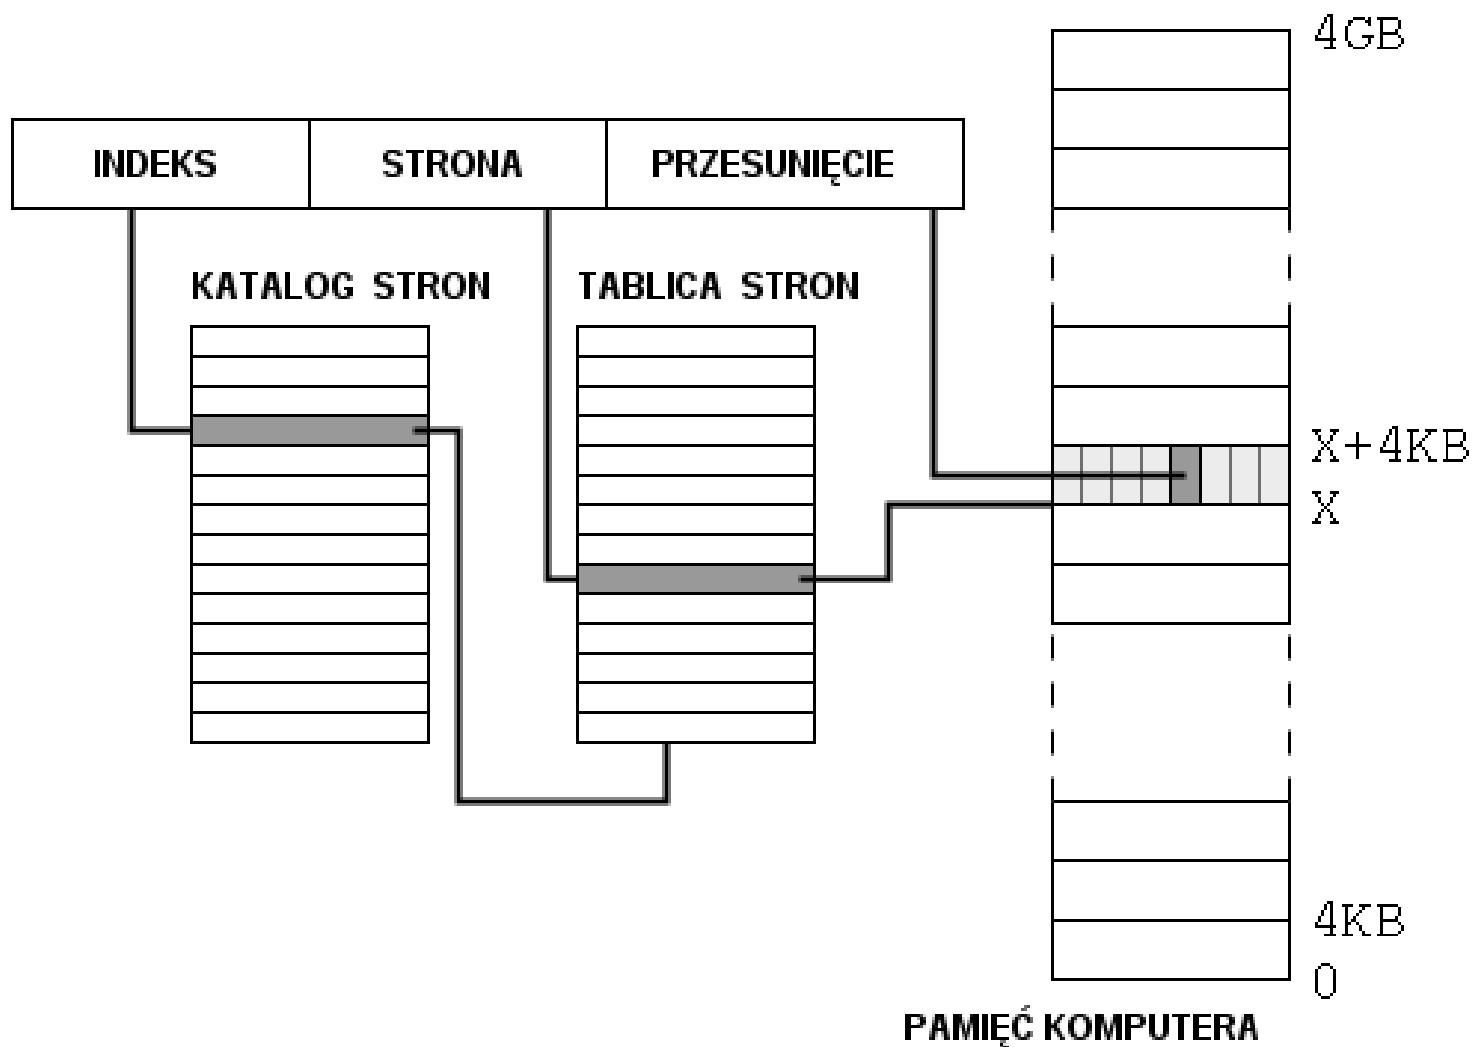 4GB
INDEKS STRONA PRZESUNIĘCIE
KATALOG STRON TABLICA STRON
X+4KB
X
4KB
0
PAMIĘĆ KOMPUTERA